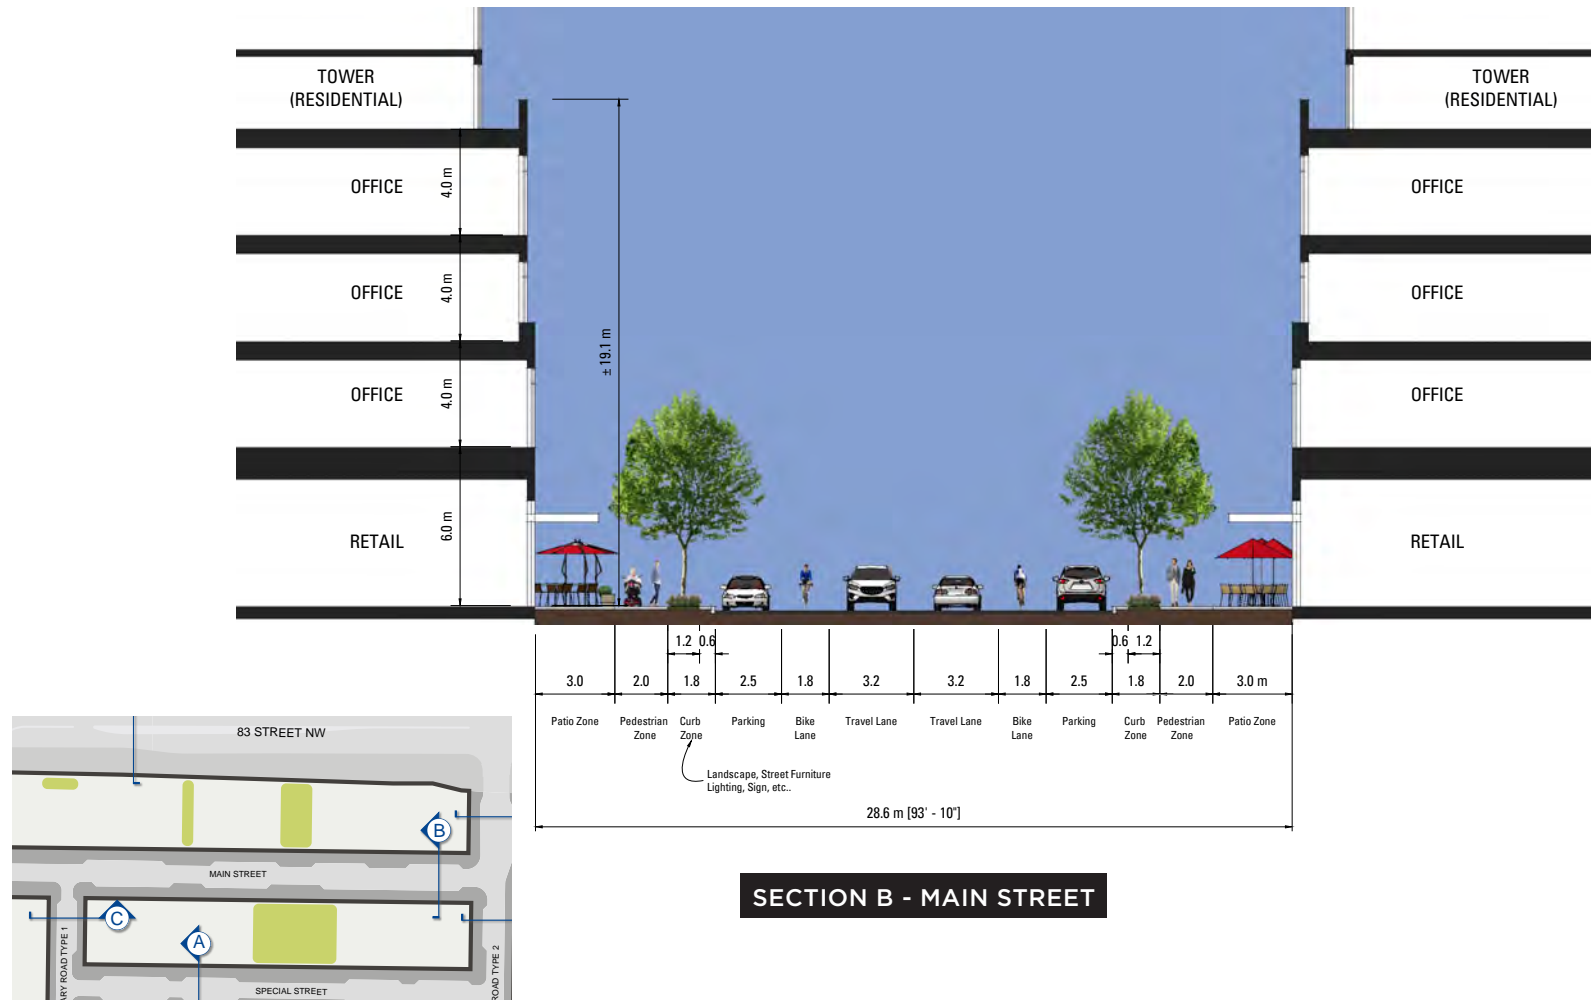 TOWER
(RESIDENTIAL)
TOWER
(RESIDENTIAL)
OFFICE
4.0 m
OFFICE
OFFICE
4.0 m
OFFICE
± 19.1 m
OFFICE
4.0 m
OFFICE
RETAIL
6.0 m
RETAIL
1.2 0.6
0.6 1.2
3.0 2.0 1.8 2.5 1.8 3.2 3.2 1.8 2.5 1.8 2.0 3.0 m
Patio Zone
Pedestrian
Zone
Curb
Zone
Parking
Bike
Lane
Travel Lane
Travel Lane
Bike
Lane
Parking
Curb
Zone
Pedestrian
Zone
Patio Zone
Landscape, Street Furniture
Lighting, Sign, etc..
28.6 m [93' - 10"]
SECTION B - MAIN STREET
83 STREET NW
B
MAIN STREET
C
A
ARY ROAD TYPE 1
ROAD TYPE 2
SPECIAL STREET